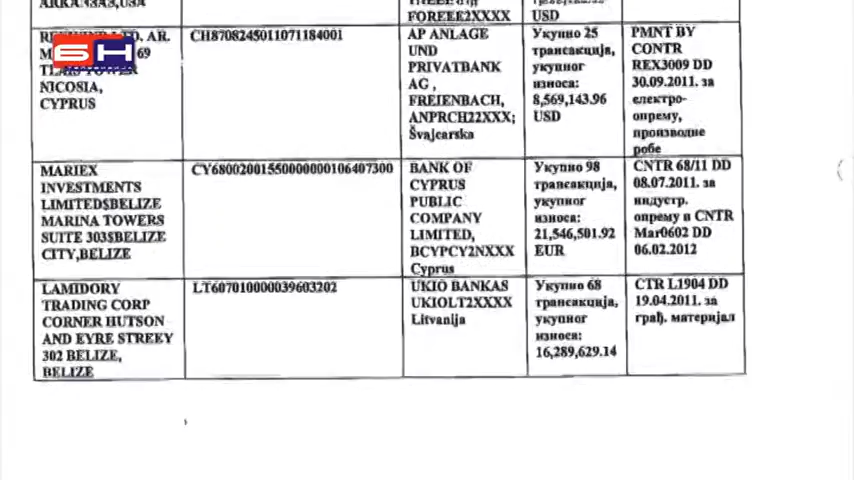 ARKANSAS,USA
FOREEE2XXXX
USD
LTD. AR.
69
TOWER
NICOSIA,
CYPRUS
CH8708245011071184001
AP ANLAGE
UND
PRIVATBANK
AG ,
FREIENBACH,
ANPRCH22XXX;
Švajcarska
Укупно 25
трансакција,
укупног
износа:
8,569,143.96
USD
PMNT BY
CONTR
REX3009 DD
30.09.2011. за
електро-
опрему,
производне
робе
MARIEX
INVESTMENTS
LIMITED$BELIZE
MARINA TOWERS
SUITE 303$BELIZE
CITY,BELIZE
CY68002001550000000106407300
BANK OF
CYPRUS
PUBLIC
COMPANY
LIMITED,
BCYPCY2NXXX
Cyprus
Укупно 98
трансакција,
укупног
износа:
21,546,501.92
EUR
CNTR 68/11 DD
08.07.2011. за
индустр.
опрему и CNTR
Mar0602 DD
06.02.2012
LAMIDORY
TRADING CORP
CORNER HUTSON
AND EYRE STREEY
302 BELIZE,
BELIZE
LT607010000039603202
UKIO BANKAS
UKIOLT2XXXX
Litvanija
Укупно 68
трансакција,
укупног
износа:
16,289,629.14
CTR L1904 DD
19.04.2011. за
грађ. материјал